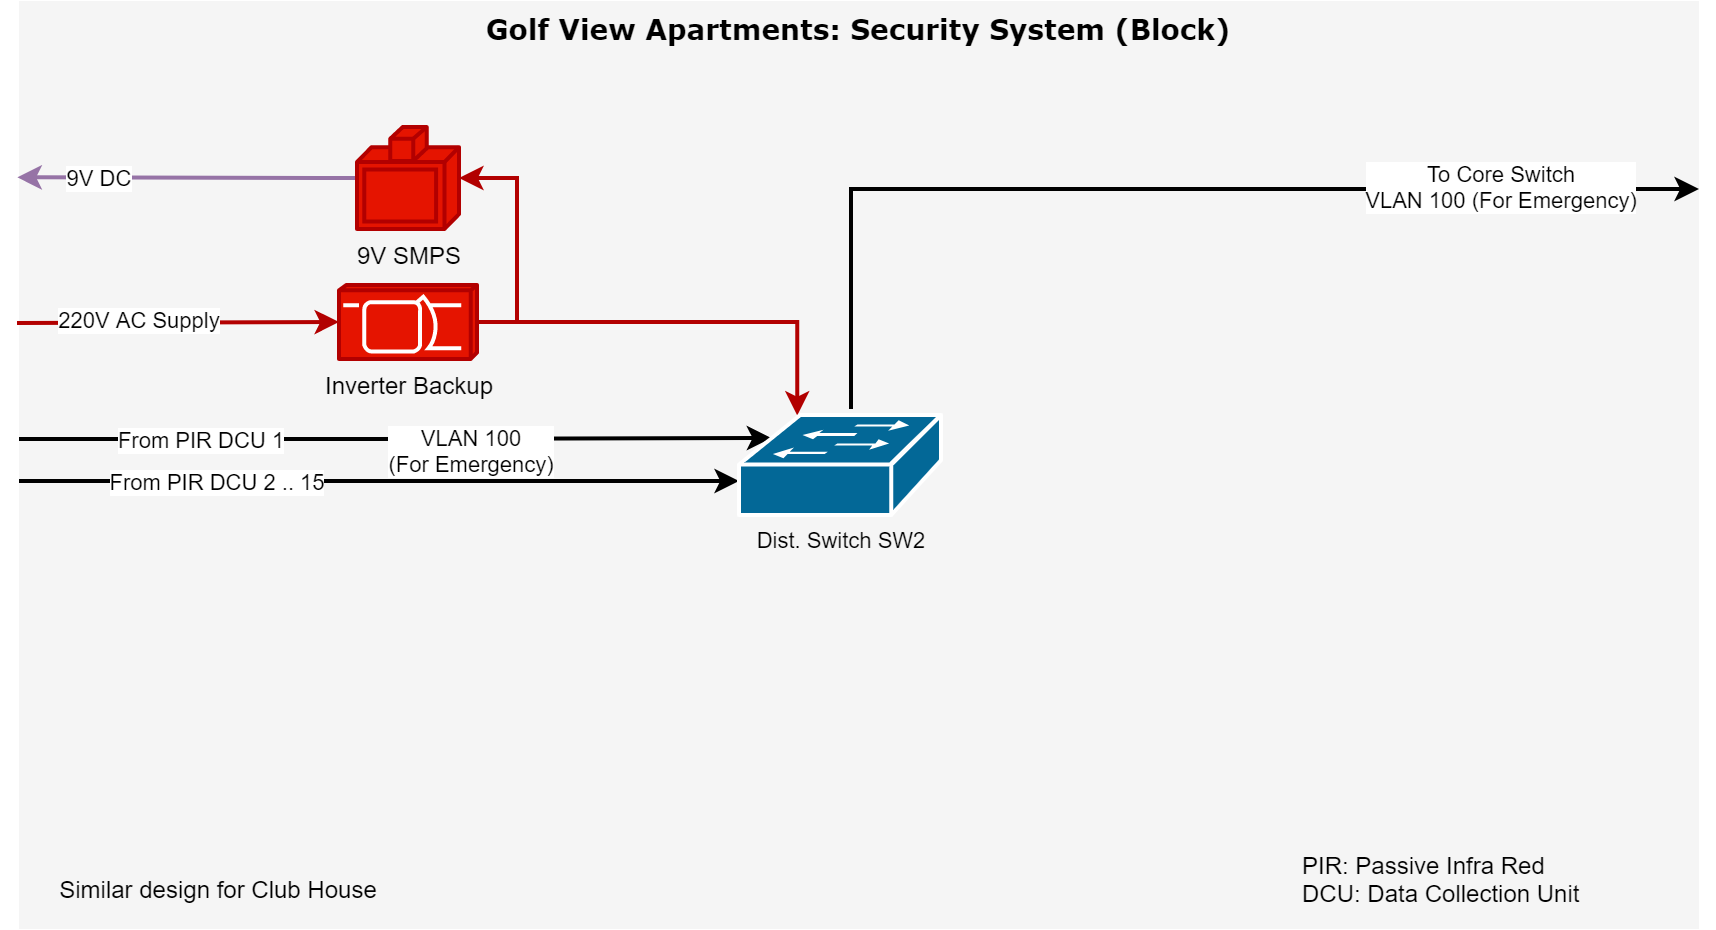 Golf View Apartments: Security System (Block)
9V DC
To Core Switch
VLAN 100 (For Emergency)
9V SMPS
220V AC Supply
Inverter Backup
From PIR DCU 1
VLAN 100
(For Emergency)
From PIR DCU 2 .. 15
Dist. Switch SW2
Similar design for Club House
PIR: Passive Infra Red
DCU: Data Collection Unit